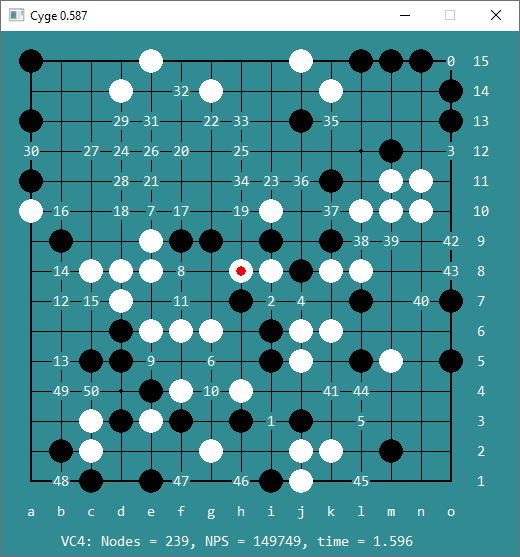 Cyge 0.587
0 15
32 14
29 31 22 33 35 13
30 27 24 26 20 25 3 12
28 21 34 23 36 11
16 18 7 17 19 37 10
38 39 42 9
14 8 43 8
12 15 11 2 4 40 7
6
13 9 6 5
49 50 10 41 44 4
1 5 3
2
48 47 46 45 1
a b c d e f g h i j k l m n o
VC4: Nodes = 239, NPS = 149749, time = 1.596